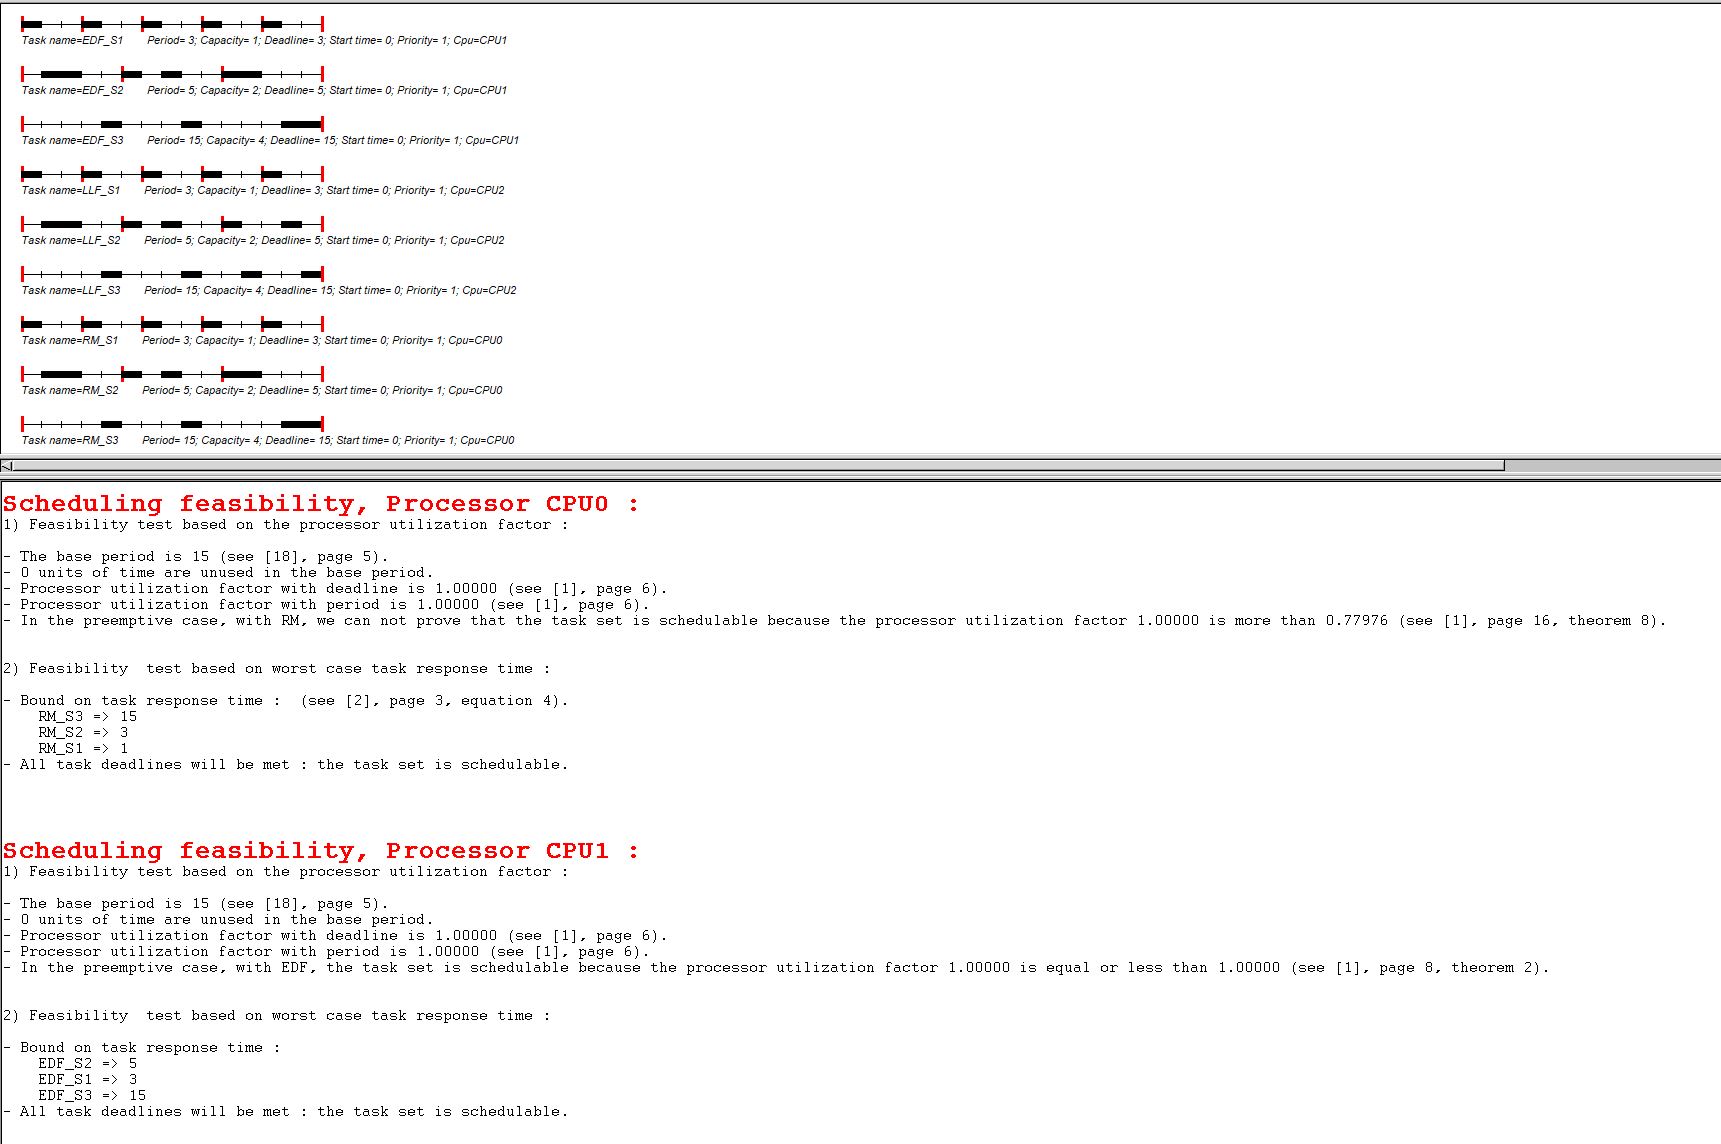 Task name=EDF_S1 Period= 3; Capacity= 1; Deadline= 3; Start time= 0; Priority= 1; Cpu=CPU1
Task name=EDF_S2 Period= 5; Capacity= 2; Deadline= 5; Start time= 0; Priority= 1; Cpu=CPU1
Task name=EDF_S3 Period= 15; Capacity= 4; Deadline= 15; Start time= 0; Priority= 1; Cpu=CPU1
Task name=LLF_S1 Period= 3; Capacity= 1; Deadline= 3; Start time= 0; Priority= 1; Cpu=CPU2
Task name=LLF_S2 Period= 5; Capacity= 2; Deadline= 5; Start time= 0; Priority= 1; Cpu=CPU2
Task name=LLF_S3 Period= 15; Capacity= 4; Deadline= 15; Start time= 0; Priority= 1; Cpu=CPU2
Task name=RM_S1 Period= 3; Capacity= 1; Deadline= 3; Start time= 0; Priority= 1; Cpu=CPU0
Task name=RM_S2 Period= 5; Capacity= 2; Deadline= 5; Start time= 0; Priority= 1; Cpu=CPU0
Task name=RM_S3 Period= 15; Capacity= 4; Deadline= 15; Start time= 0; Priority= 1; Cpu=CPU0
Scheduling feasibility, Processor CPU0 :
1) Feasibility test based on the processor utilization factor :
- The base period is 15 (see [18], page 5).
- 0 units of time are unused in the base period.
- Processor utilization factor with deadline is 1.00000 (see [1], page 6).
- Processor utilization factor with period is 1.00000 (see [1], page 6).
- In the preemptive case, with RM, we can not prove that the task set is schedulable because the processor utilization factor 1.00000 is more than 0.77976 (see [1], page 16, theorem 8).
2) Feasibility test based on worst case task response time :
- Bound on task response time : (see [2], page 3, equation 4).
RM_S3 => 15
RM_S2 => 3
RM_S1 => 1
- All task deadlines will be met : the task set is schedulable.
Scheduling feasibility, Processor CPU1 :
1) Feasibility test based on the processor utilization factor :
- The base period is 15 (see [18], page 5).
- 0 units of time are unused in the base period.
- Processor utilization factor with deadline is 1.00000 (see [1], page 6).
- Processor utilization factor with period is 1.00000 (see [1], page 6).
- In the preemptive case, with EDF, the task set is schedulable because the processor utilization factor 1.00000 is equal or less than 1.00000 (see [1], page 8, theorem 2).
2) Feasibility test based on worst case task response time :
- Bound on task response time :
EDF_S2 => 5
EDF_S1 => 3
EDF_S3 => 15
- All task deadlines will be met : the task set is schedulable.